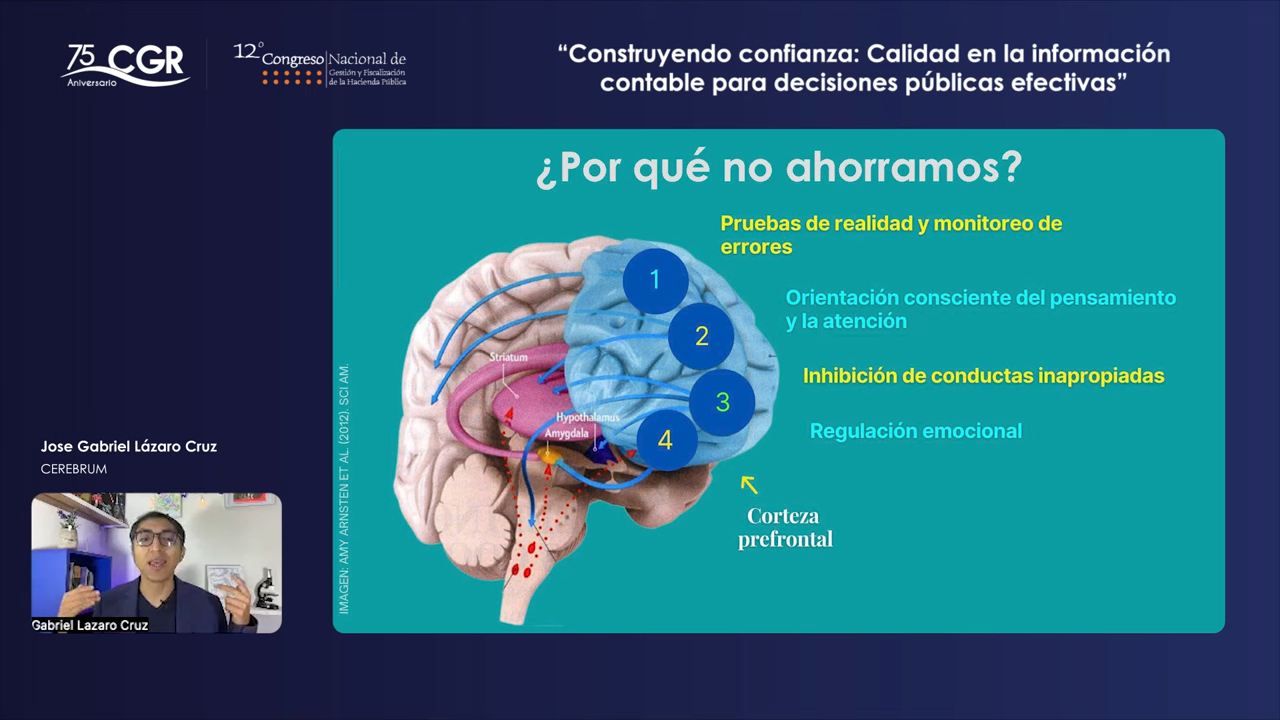 75 CGR
Aniversario
12° Congreso Nacional de
Gestión y Fiscalización
de la Hacienda Pública
“Construyendo confianza: Calidad en la información
contable para decisiones públicas efectivas”
¿Por qué no ahorramos?
Pruebas de realidad y monitoreo de
errores
1
Orientación consciente del pensamiento
y la atención
2
Inhibición de conductas inapropiadas
3
Regulación emocional
4
Striatum
Hypothalamus
Amygdala
Corteza
prefrontal
IMAGEN: AMY ARNSTEN ET AL. (2012). SCI AM.
Jose Gabriel Lázaro Cruz
CEREBRUM
Gabriel Lazaro Cruz